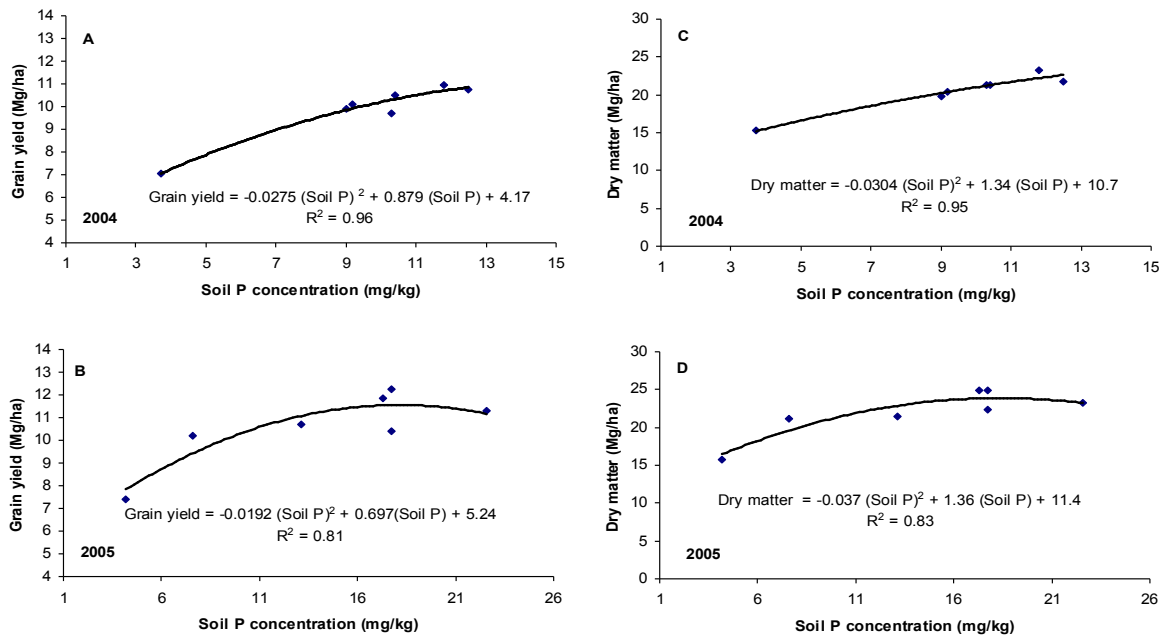 A
Grain yield (Mg/ha)
14
13
12
11
10
9
8
7
6
5
4
Grain yield = -0.0275 (Soil P) ² + 0.879 (Soil P) + 4.17
R² = 0.96
2004
1 3 5 7 9 11 13 15
Soil P concentration (mg/kg)
C
Dry matter (Mg/ha)
30
25
20
15
10
5
0
Dry matter = -0.0304 (Soil P)² + 1.34 (Soil P) + 10.7
R² = 0.95
2004
1 3 5 7 9 11 13 15
Soil P concentration (mg/kg)
B
Grain yield (Mg/ha)
14
13
12
11
10
9
8
7
6
5
4
Grain yield = -0.0192 (Soil P)² + 0.697(Soil P) + 5.24
R² = 0.81
2005
1 6 11 16 21 26
Soil P concentration (mg/kg)
D
Dry matter (Mg/ha)
30
25
20
15
10
5
0
Dry matter = -0.037 (Soil P)² + 1.36 (Soil P) + 11.4
R² = 0.83
2005
1 6 11 16 21 26
Soil P concentration (mg/kg)